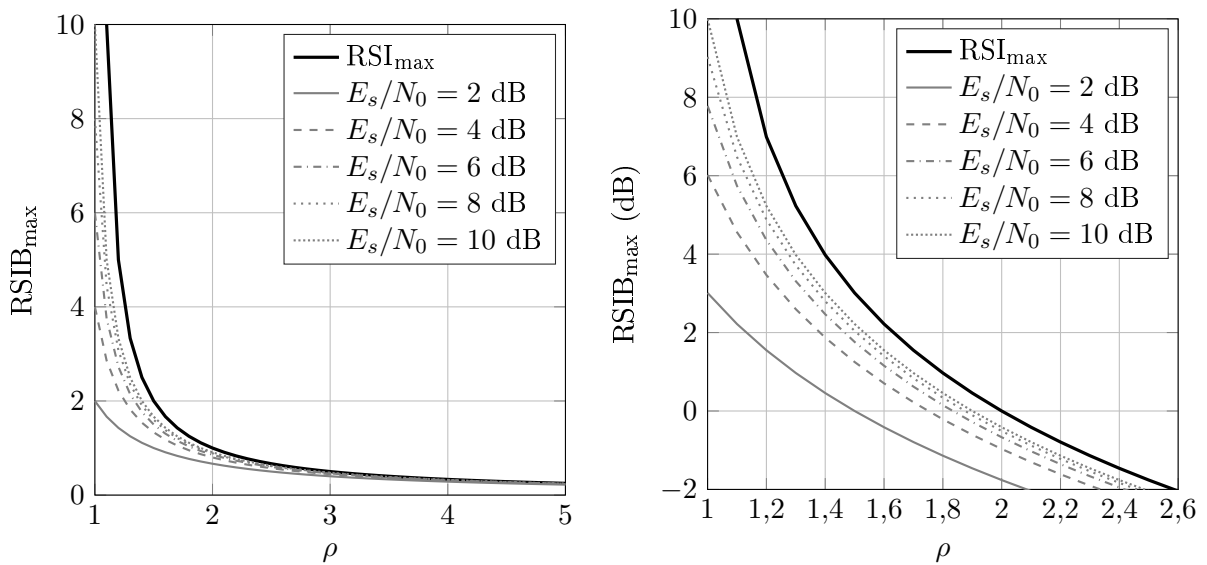 10
8
6
4
2
0
1
2
3
4
5
ρ
RSIB_max
RSI_max
E_s/N_0 = 2 dB
E_s/N_0 = 4 dB
E_s/N_0 = 6 dB
E_s/N_0 = 8 dB
E_s/N_0 = 10 dB
10
8
6
4
2
0
−2
1
1,2
1,4
1,6
1,8
2
2,2
2,4
2,6
ρ
RSIB_max (dB)
RSI_max
E_s/N_0 = 2 dB
E_s/N_0 = 4 dB
E_s/N_0 = 6 dB
E_s/N_0 = 8 dB
E_s/N_0 = 10 dB